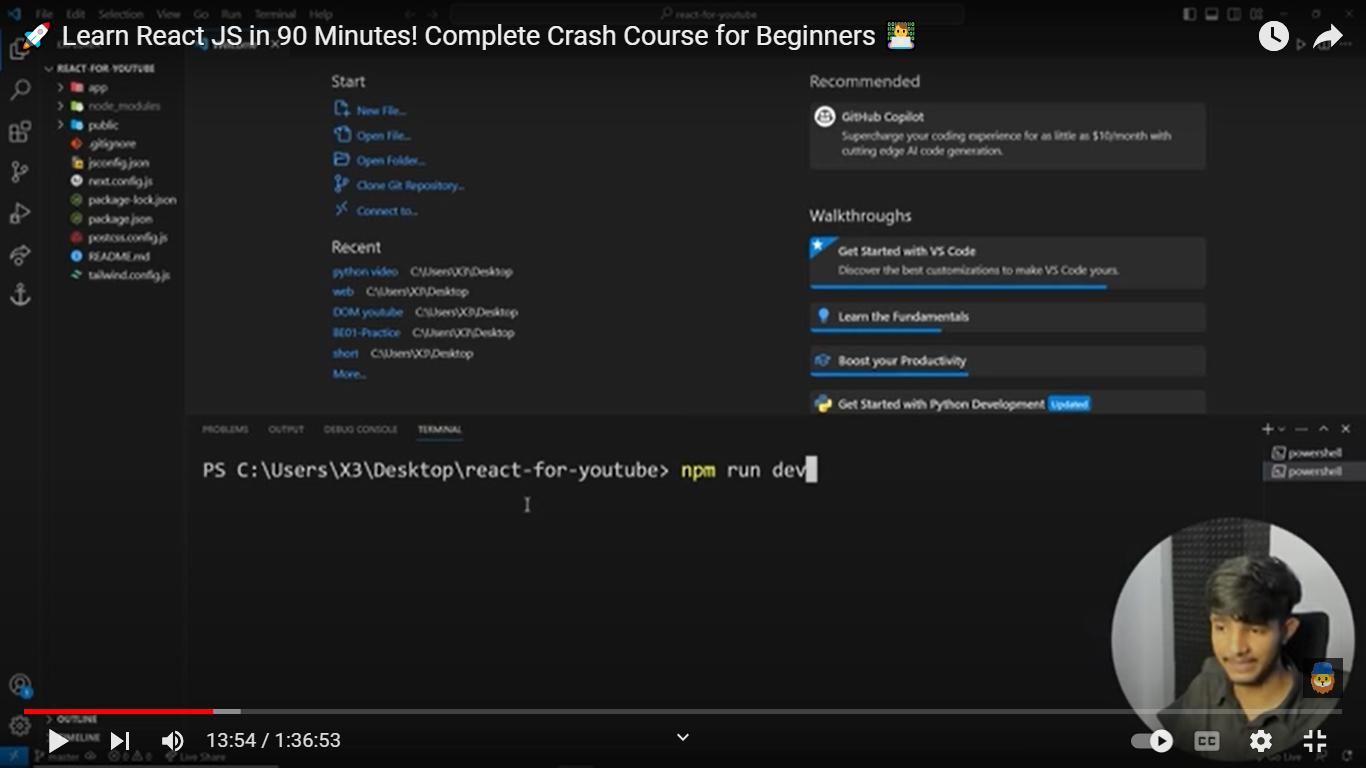 File Edit Selection View Go Run Terminal Help
react-for-youtube
🚀 Learn React JS in 90 Minutes! Complete Crash Course for Beginners 👨‍💻
REACT-FOR-YOUTUBE
app
node_modules
public
.gitignore
jsconfig.json
next.config.js
package-lock.json
package.json
postcss.config.js
README.md
tailwind.config.js
Start
New File...
Open File...
Open Folder...
Clone Git Repository...
Connect to...
Recent
python video C:\Users\X3\Desktop
web C:\Users\X3\Desktop
DOM youtube C:\Users\X3\Desktop
BE01-Practice C:\Users\X3\Desktop
short C:\Users\X3\Desktop
More...
Recommended
GitHub Copilot
Supercharge your coding experience for as little as $10/month with
cutting edge AI code generation.
Walkthroughs
Get Started with VS Code
Discover the best customizations to make VS Code yours.
Learn the Fundamentals
Boost your Productivity
Get Started with Python Development Updated
PROBLEMS OUTPUT DEBUG CONSOLE TERMINAL
PS C:\Users\X3\Desktop\react-for-youtube> npm run dev
powershell
powershell
OUTLINE
TIMELINE
13:54 / 1:36:53
CC
master 0 0 Live Share
Go Live